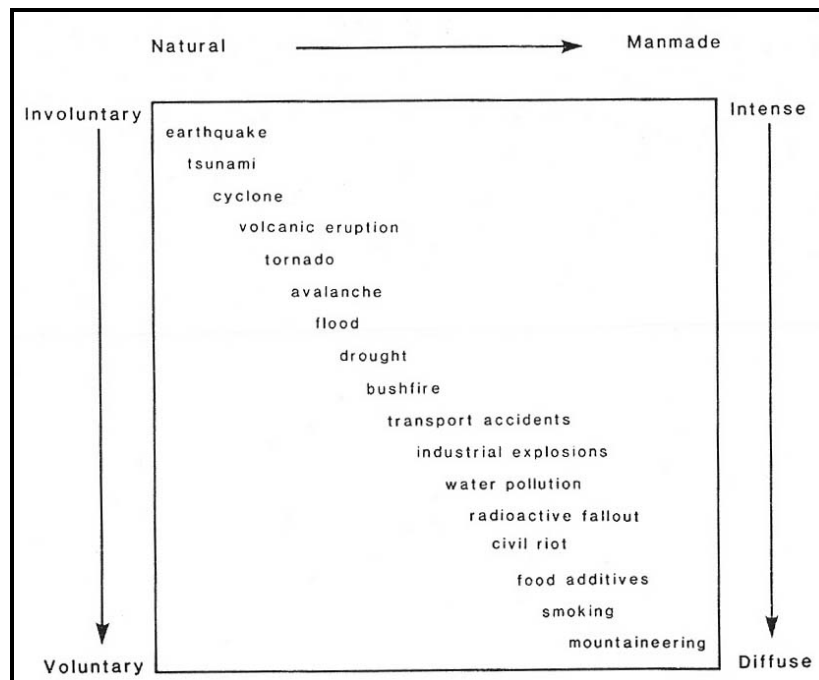 Natural Manmade
Involuntary Intense
earthquake
tsunami
cyclone
volcanic eruption
tornado
avalanche
flood
drought
bushfire
transport accidents
industrial explosions
water pollution
radioactive fallout
civil riot
food additives
smoking
mountaineering
Voluntary Diffuse